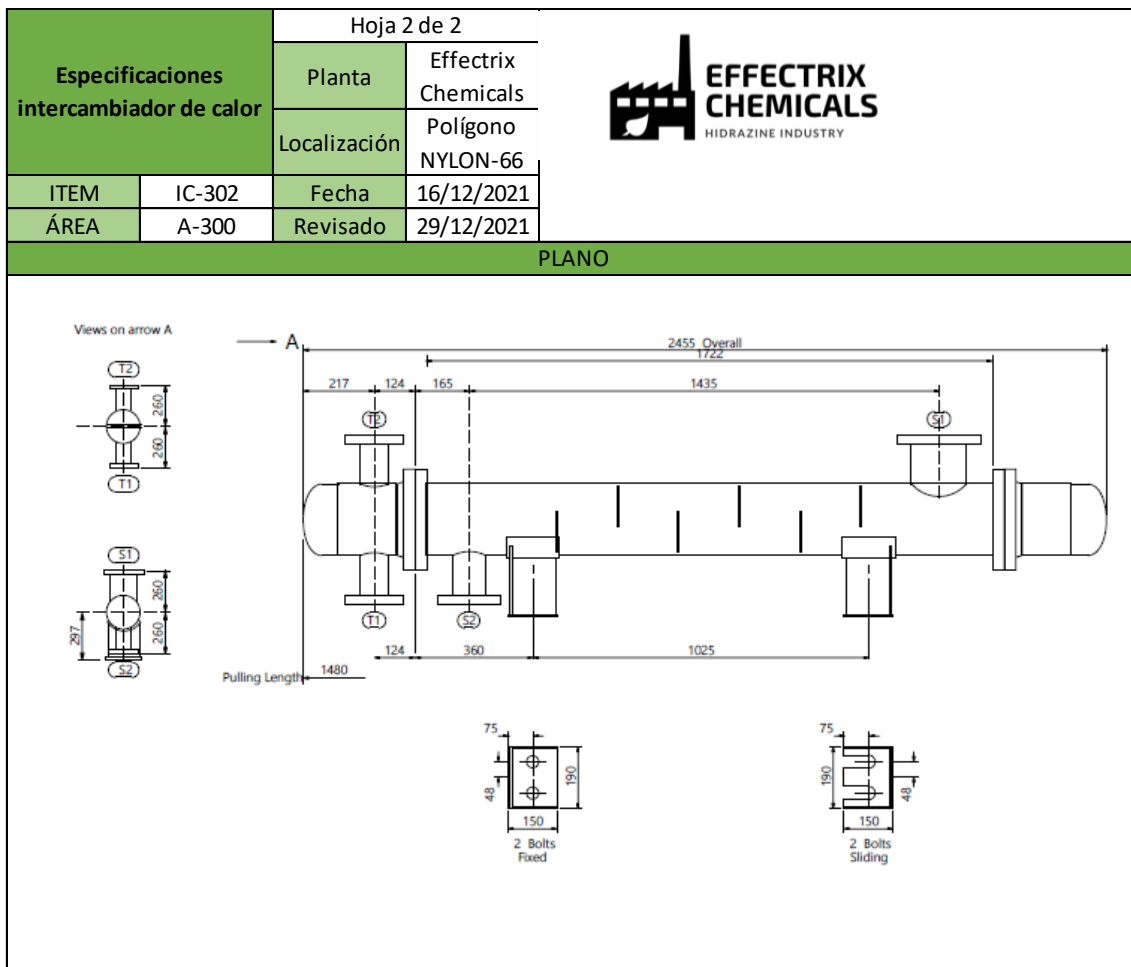 Especificaciones
intercambiador de calor
Hoja 2 de 2
Planta
Effectrix
Chemicals
Localización
Polígono
NYLON-66
ITEM
IC-302
Fecha
16/12/2021
ÁREA
A-300
Revisado
29/12/2021
EFFECTRIX
CHEMICALS
HIDRAZINE INDUSTRY
PLANO
Views on arrow A
A
2455 Overall
1722
217
124
165
1435
T2
260
260
T1
T2
S1
S1
260
297
260
S2
T1
S2
124
360
1025
Pulling Length
1480
75
48
190
150
2 Bolts
Fixed
75
190
48
150
2 Bolts
Sliding